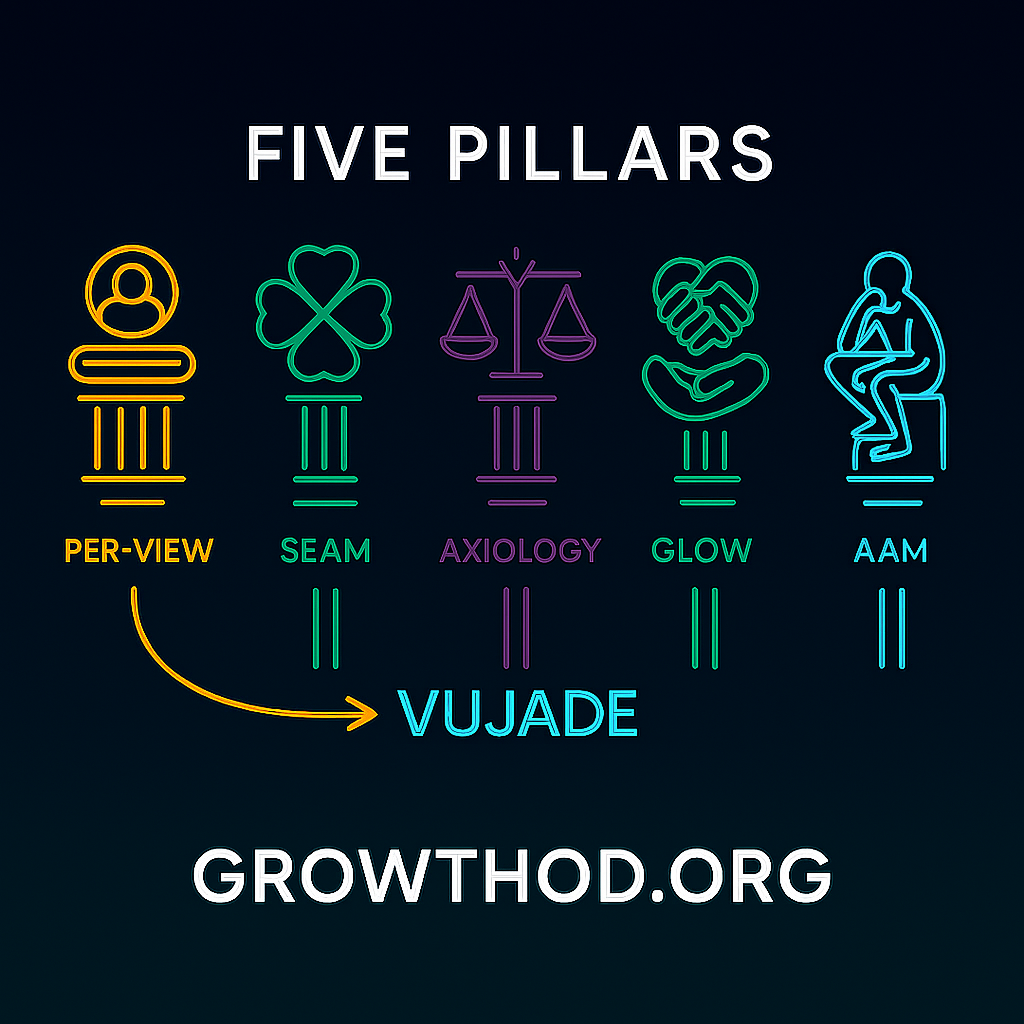 FIVE PILLARS
PER-VIEW SEAM AXIOLOGY GLOW AAM
VUJADE
GROWTHOD.ORG